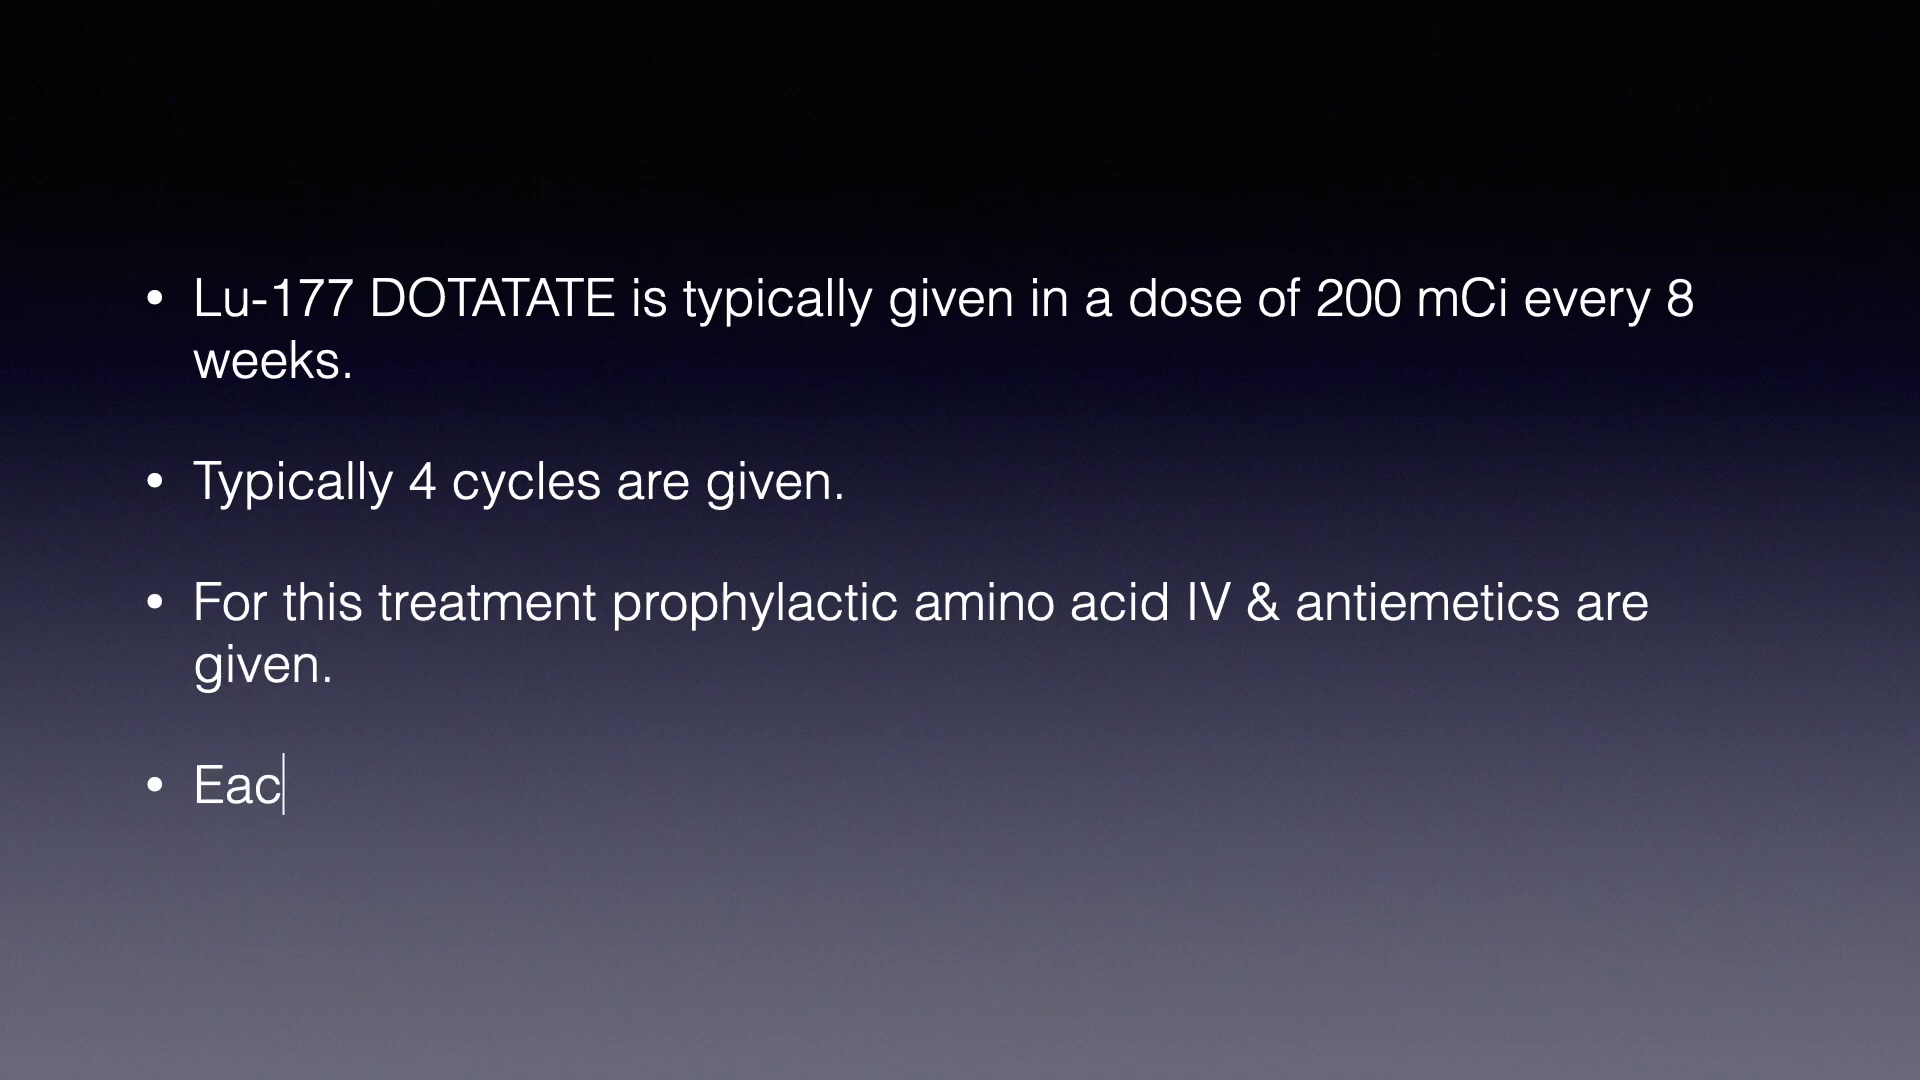 • Lu-177 DOTATATE is typically given in a dose of 200 mCi every 8
weeks.
• Typically 4 cycles are given.
• For this treatment prophylactic amino acid IV & antiemetics are
given.
• Eac